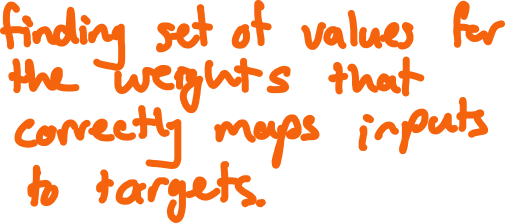 finding set of values for
the weights that
correctly maps inputs
to targets.